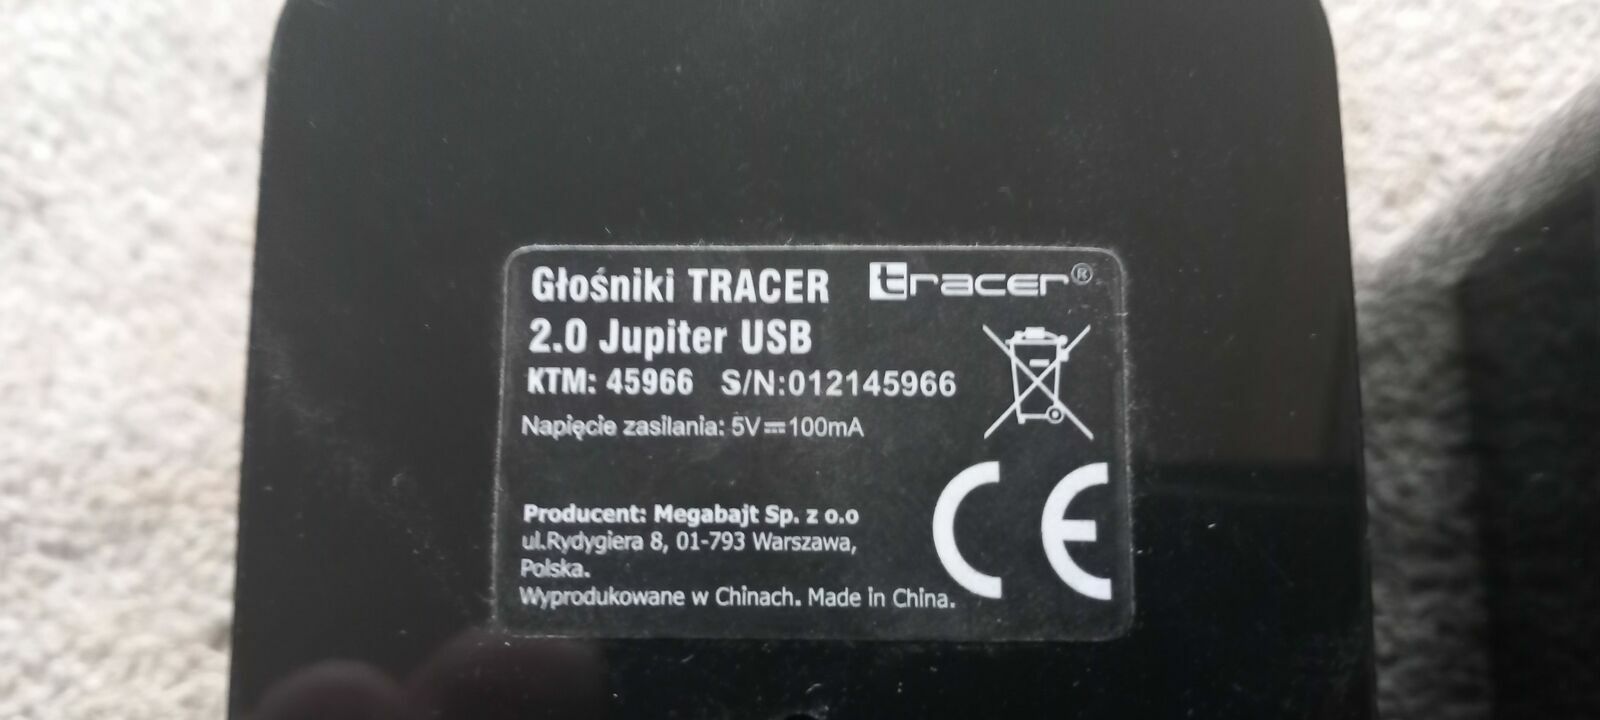 Głośniki TRACER
tracer®
2.0 Jupiter USB
KTM: 45966 S/N:012145966
Napięcie zasilania: 5V⎓100mA
Producent: Megabajt Sp. z o.o
ul.Rydygiera 8, 01-793 Warszawa,
Polska.
Wyprodukowane w Chinach. Made in China.
CE